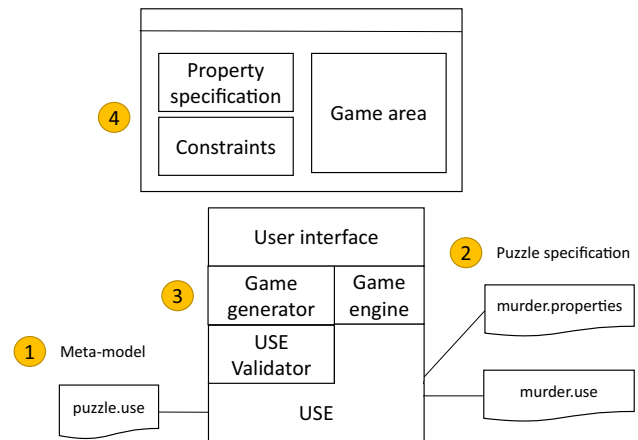 Property
specification
Game area
4
Constraints
User interface
2 Puzzle specification
3
Game
generator
Game
engine
murder.properties
1 Meta-model
USE
Validator
puzzle.use
USE
murder.use